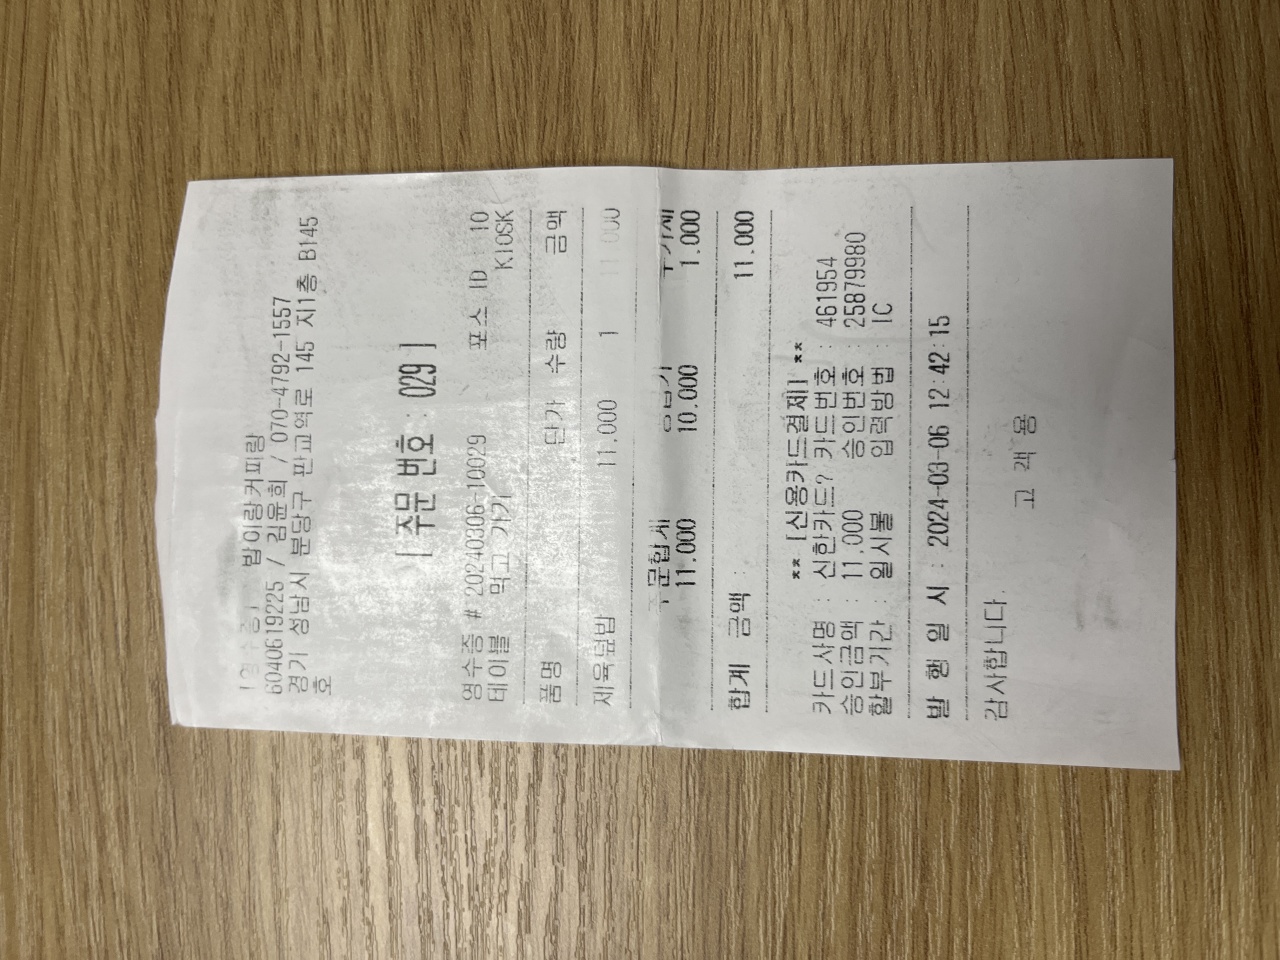 [영수증] 밥이랑커피랑
6040619225 / 김윤희 / 070-4792-1557
경기 성남시 분당구 판교역로 145 지1층 B145
호
[ 주문 번호 : 029 ]
영수증 # 20240306-10029 포스 ID : 10
테이블 먹고 가기 KIOSK
품명 단가 수량 금액
제육덮밥 11,000 1 11,000
주문합계 공급가 부가세
11,000 10,000 1,000
합계 금액 : 11,000
** [신용카드결제] **
카드사명 : 신한카드? 카드번호 : 461954
승인금액 : 11,000 승인번호 : 25879980
할부기간 : 일시불 입력방법 : IC
발 행 일 시 : 2024-03-06 12:42:15
감사합니다.
고 객 용